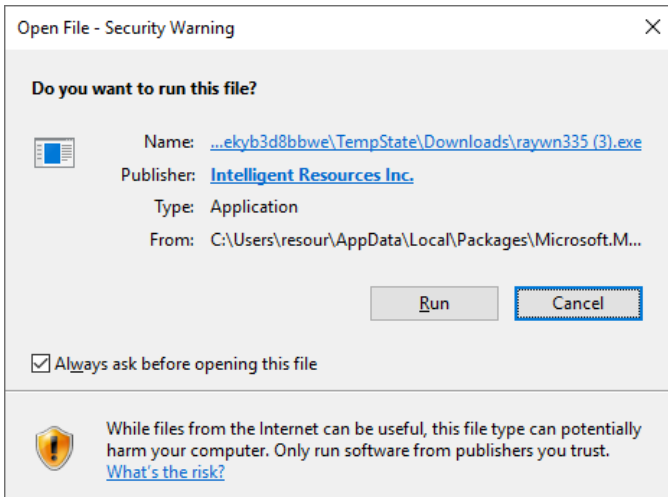 Open File - Security Warning
Do you want to run this file?
Name: ...ekyb3d8bbwe\TempState\Downloads\raywn335 (3).exe
Publisher: Intelligent Resources Inc.
Type: Application
From: C:\Users\resour\AppData\Local\Packages\Microsoft.M...
Run Cancel
Always ask before opening this file
While files from the Internet can be useful, this file type can potentially
harm your computer. Only run software from publishers you trust.
What's the risk?